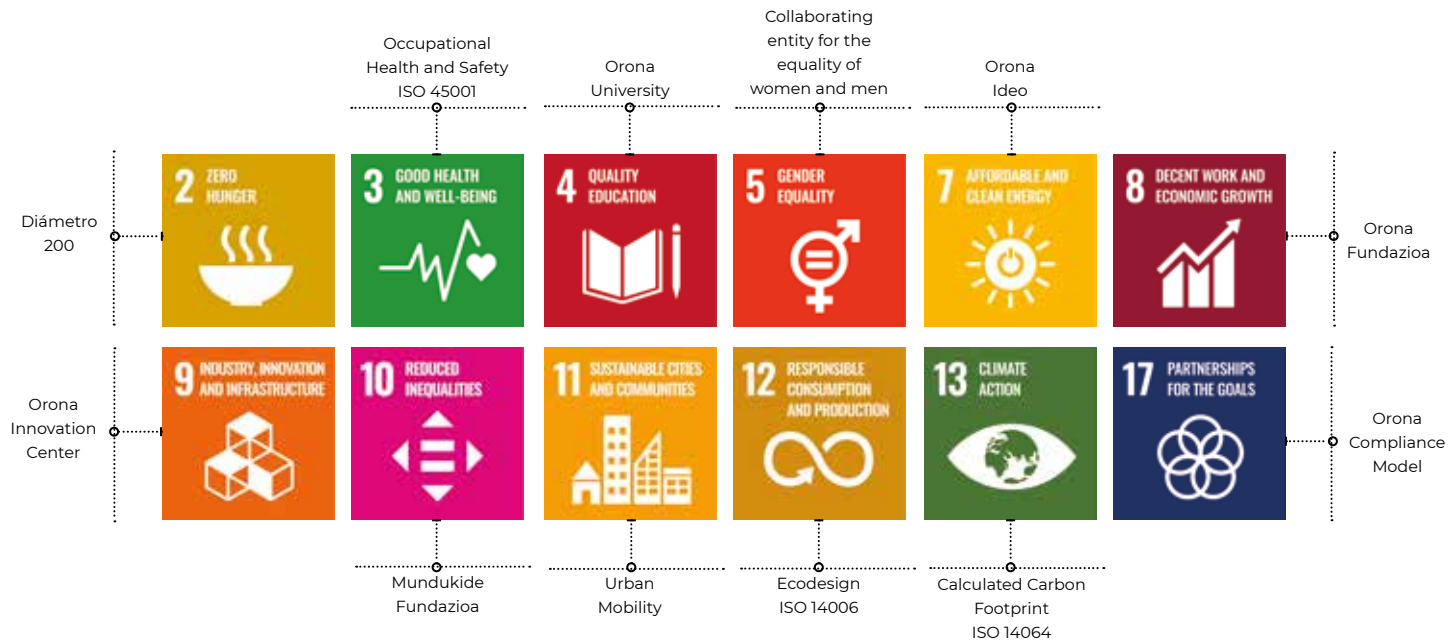 Occupational
Health and Safety
ISO 45001
Orona
University
Collaborating
entity for the
equality of
women and men
Orona
Ideo
Diámetro
200
2 ZERO
HUNGER
3 GOOD HEALTH
AND WELL-BEING
4 QUALITY
EDUCATION
5 GENDER
EQUALITY
7 AFFORDABLE AND
CLEAN ENERGY
8 DECENT WORK AND
ECONOMIC GROWTH
Orona
Fundazioa
Orona
Innovation
Center
9 INDUSTRY, INNOVATION
AND INFRASTRUCTURE
10 REDUCED
INEQUALITIES
11 SUSTAINABLE CITIES
AND COMMUNITIES
12 RESPONSIBLE
CONSUMPTION
AND PRODUCTION
13 CLIMATE
ACTION
17 PARTNERSHIPS
FOR THE GOALS
Orona
Compliance
Model
Mundukide
Fundazioa
Urban
Mobility
Ecodesign
ISO 14006
Calculated Carbon
Footprint
ISO 14064